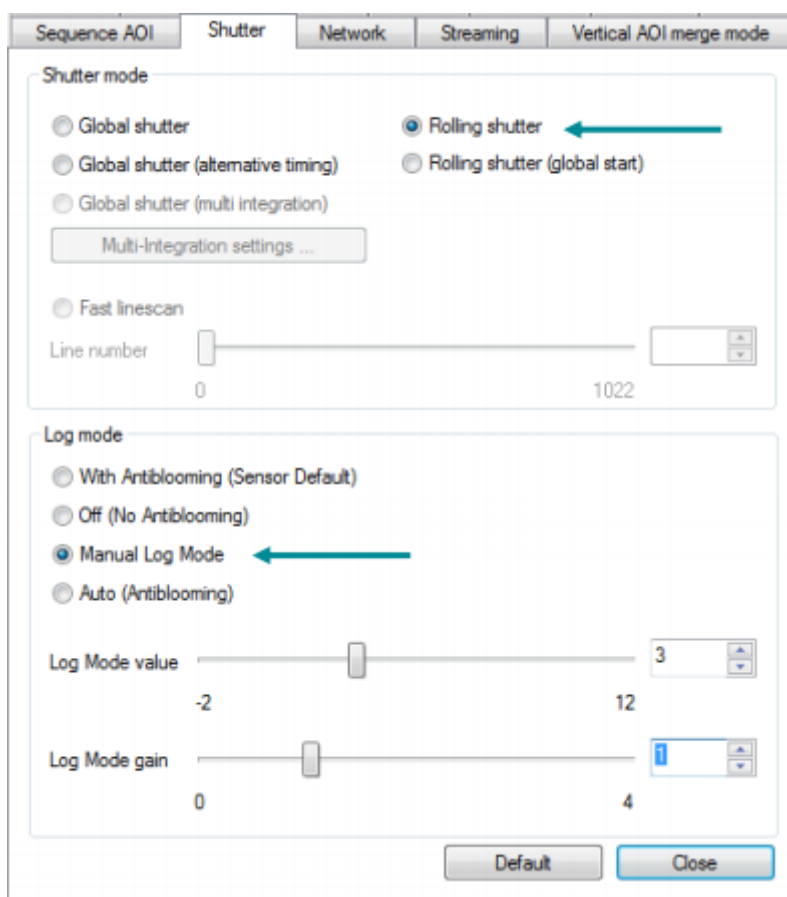 Sequence AOI Shutter Network Streaming Vertical AOI merge mode
Shutter mode
Global shutter Rolling shutter
Global shutter (alternative timing) Rolling shutter (global start)
Global shutter (multi integration)
Multi-Integration settings ...
Fast linescan
Line number
0 1022
Log mode
With Antiblooming (Sensor Default)
Off (No Antiblooming)
Manual Log Mode
Auto (Antiblooming)
Log Mode value 3
-2 12
Log Mode gain 1
0 4
Default Close